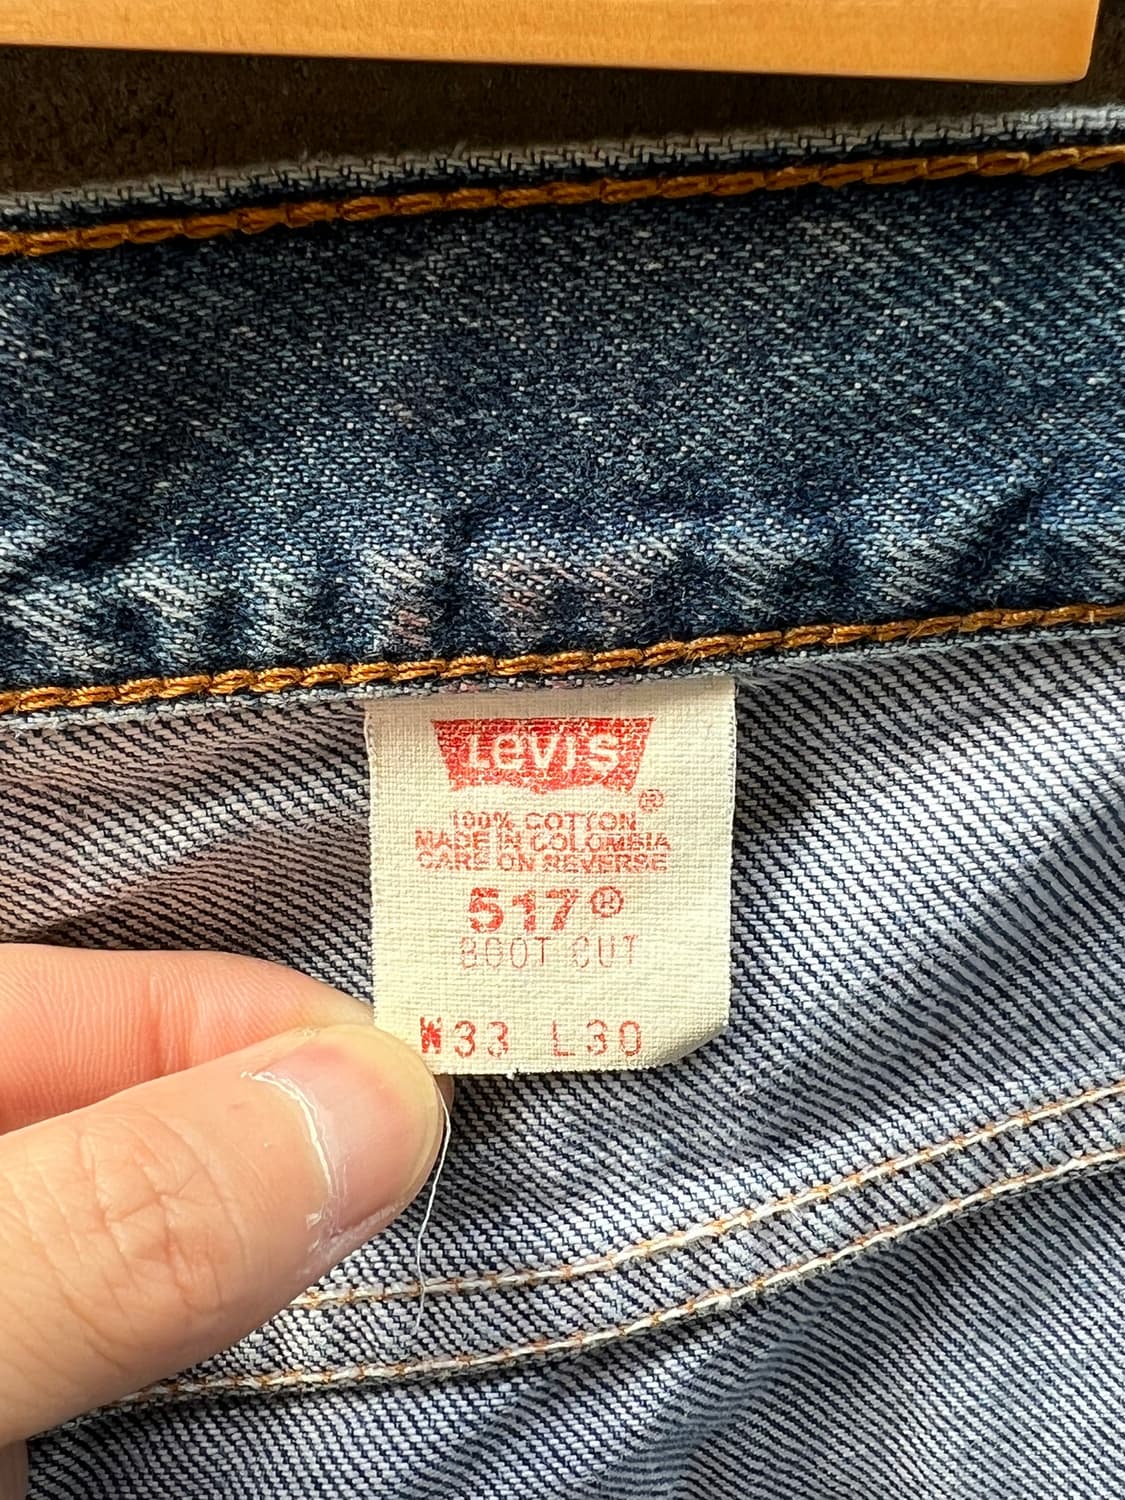 Levi's ®
100% COTTON
MADE IN COLOMBIA
CARE ON REVERSE
517®
BOOT CUT
W33 L30